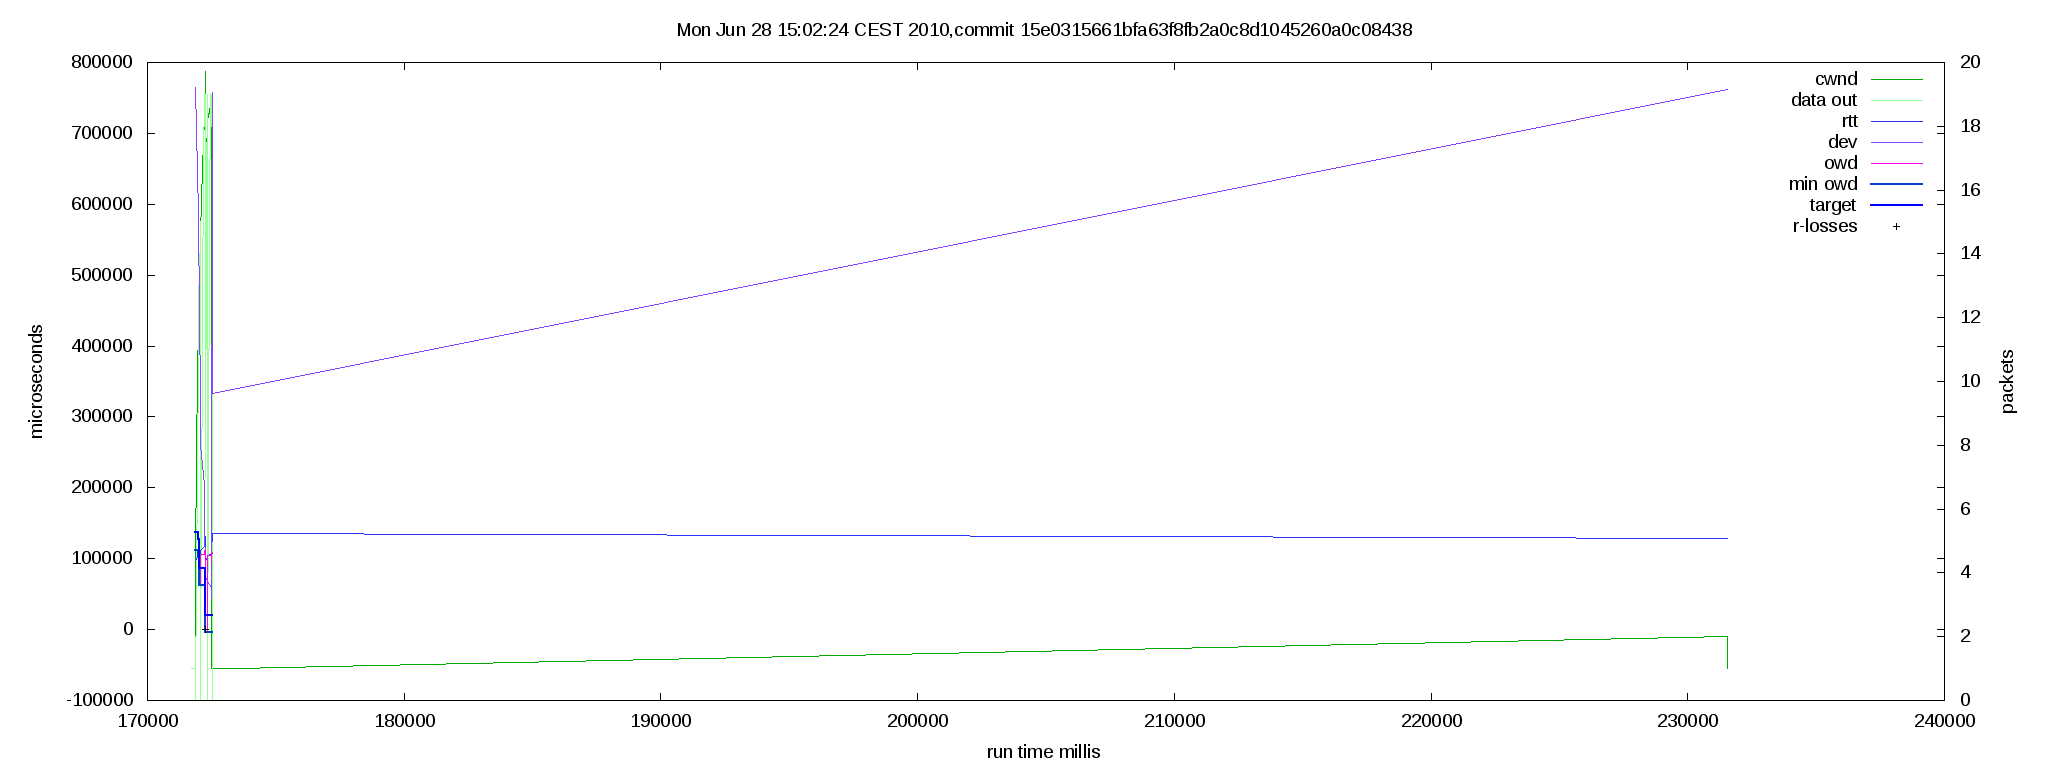 Mon Jun 28 15:02:24 CEST 2010,commit 15e0315661bfa63f8fb2a0c8d1045260a0c08438
800000
700000
600000
500000
400000
300000
200000
100000
0
-100000
microseconds
20
18
16
14
12
10
8
6
4
2
0
packets
cwnd
data out
rtt
dev
owd
min owd
target
r-losses
170000 180000 190000 200000 210000 220000 230000 240000
run time millis